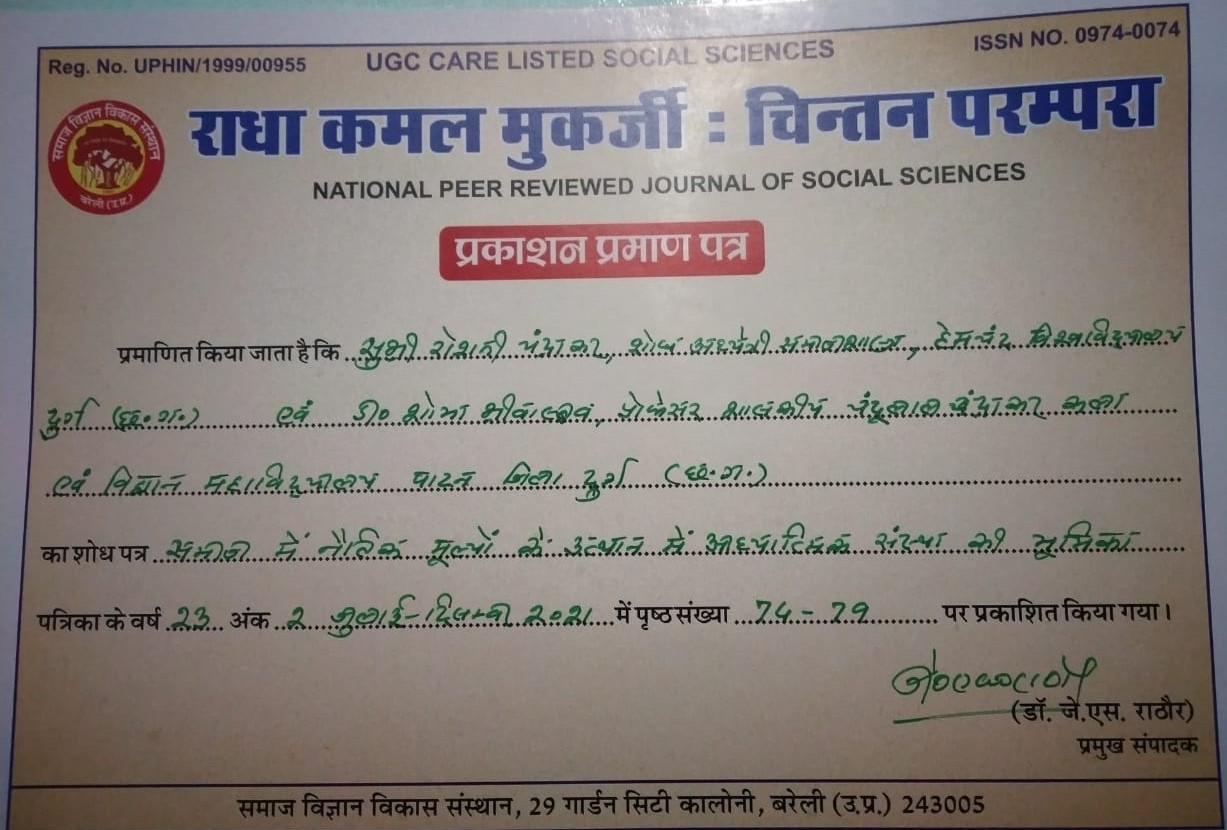 Reg. No. UPHIN/1999/00955 UGC CARE LISTED SOCIAL SCIENCES ISSN NO. 0974-0074
समाज विज्ञान विकास संस्थान
बरेली (उ.प्र.)
राधा कमल मुकर्जी : चिन्तन परम्परा
NATIONAL PEER REVIEWED JOURNAL OF SOCIAL SCIENCES
प्रकाशन प्रमाण पत्र
प्रमाणित किया जाता है कि सुश्री रोशनी चंद्राकर, शोध अध्येत्री समाजशास्त्र, हेमचंद विश्वविद्यालय
दुर्ग (छ.ग.) एवं डॉ० शोभा श्रीवास्तव, प्रोफेसर शासकीय चंदूलाल चंद्राकर कला
एवं विज्ञान महाविद्यालय पाटन जिला दुर्ग (छ.ग.)
का शोध पत्र समाज में नैतिक मूल्यों के उत्थान में आध्यात्मिक संस्था की भूमिका
पत्रिका के वर्ष 23 अंक 2 जुलाई-दिसम्बर 2021 में पृष्ठ संख्या 74-79 पर प्रकाशित किया गया।
(डॉ. जे.एस. राठौर)
प्रमुख संपादक
समाज विज्ञान विकास संस्थान, 29 गार्डन सिटी कालोनी, बरेली (उ.प्र.) 243005